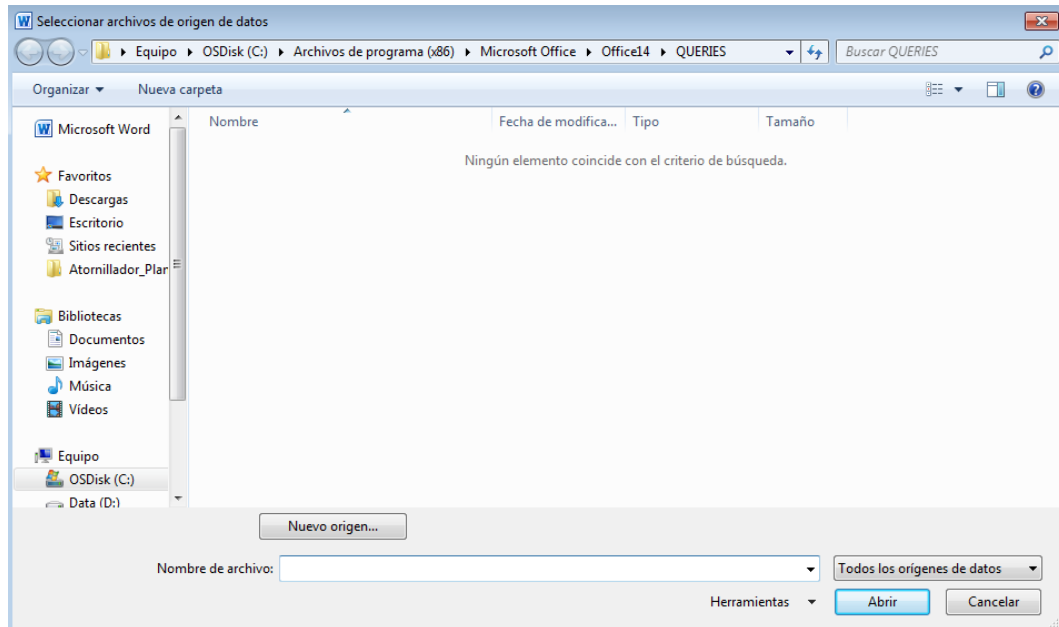 Seleccionar archivos de origen de datos
Equipo OSDisk (C:) Archivos de programa (x86) Microsoft Office Office14 QUERIES Buscar QUERIES
Organizar Nueva carpeta
Microsoft Word Nombre Fecha de modifica... Tipo Tamaño
Ningún elemento coincide con el criterio de búsqueda.
Favoritos
Descargas
Escritorio
Sitios recientes
Atornillador_Plan
Bibliotecas
Documentos
Imágenes
Música
Vídeos
Equipo
OSDisk (C:)
Data (D:)
Nuevo origen...
Nombre de archivo: Todos los orígenes de datos
Herramientas Abrir Cancelar